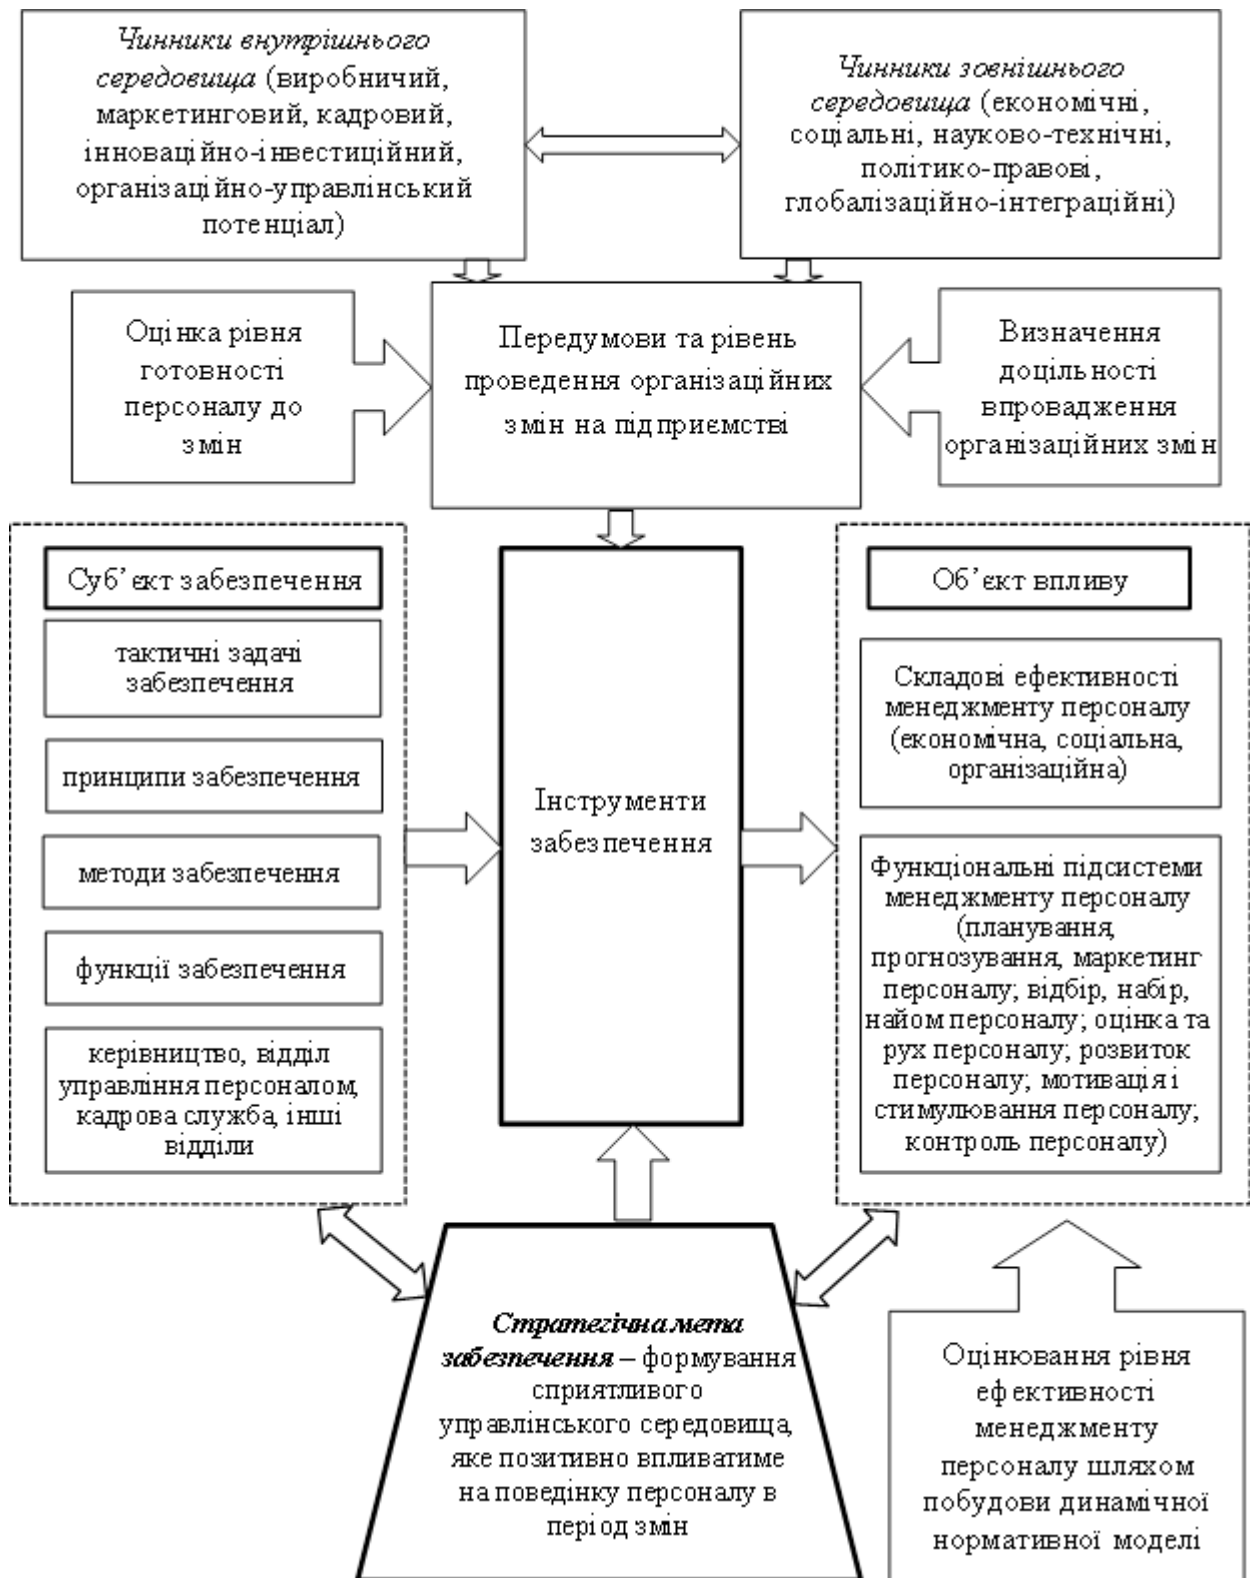 Чинники внутрішнього
середовища (виробничий,
маркетинговий, кадровий,
інноваційно-інвестиційний,
організаційно-управлінський
потенціал)
Чинники зовнішнього
середовища (економічні,
соціальні, науково-технічні,
політико-правові,
глобалізаційно-інтеграційні)
Оцінка рівня
готовності
персоналу до
змін
Передумови та рівень
проведення організаційних
змін на підприємстві
Визначення
доцільності
впровадження
організаційних змін
Суб’єкт забезпечення
тактичні задачі
забезпечення
принципи забезпечення
методи забезпечення
функції забезпечення
керівництво, відділ
управління персоналом,
кадрова служба, інші
відділи
Інструменти
забезпечення
Об’єкт впливу
Складові ефективності
менеджменту персоналу
(економічна, соціальна,
організаційна)
Функціональні підсистеми
менеджменту персоналу
(планування,
прогнозування, маркетинг
персоналу; відбір, набір,
найом персоналу; оцінка та
рух персоналу; розвиток
персоналу; мотивація і
стимулювання персоналу;
контроль персоналу)
Стратегічна мета
забезпечення – формування
сприятливого
управлінського середовища,
яке позитивно впливатиме
на поведінку персоналу в
період змін
Оцінювання рівня
ефективності
менеджменту
персоналу шляхом
побудови динамічної
нормативної моделі